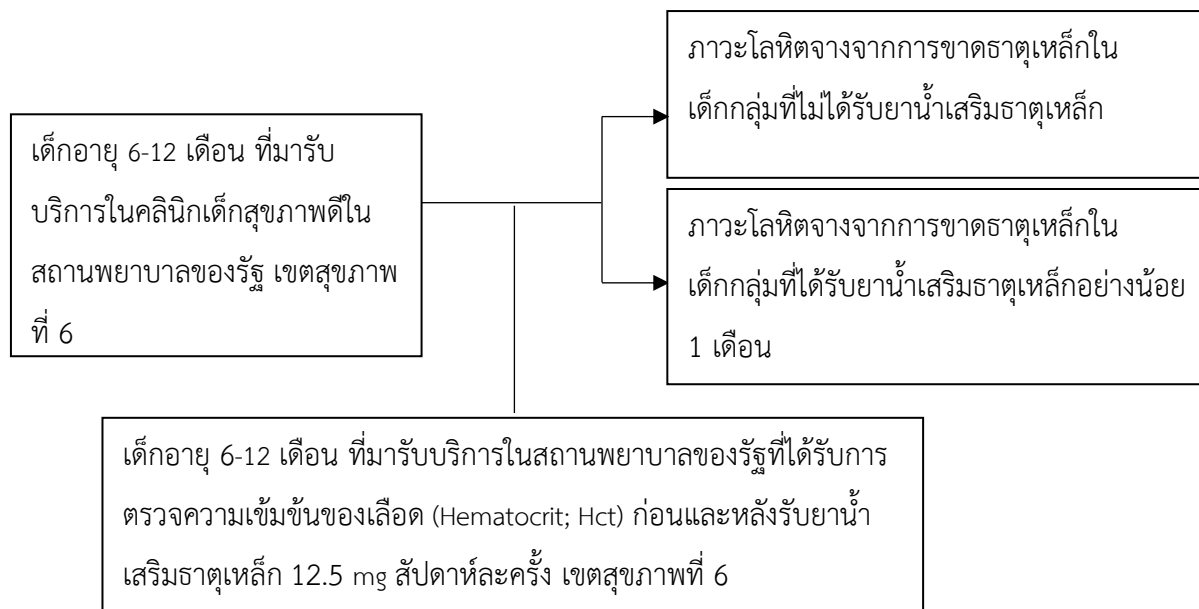 ภาวะโลหิตจางจากการขาดธาตุเหล็กใน
เด็กกลุ่มที่ไม่ได้รับยาน้ำเสริมธาตุเหล็ก
เด็กอายุ 6-12 เดือน ที่มารับ
บริการในคลินิกเด็กสุขภาพดีใน
สถานพยาบาลของรัฐ เขตสุขภาพ
ที่ 6
ภาวะโลหิตจางจากการขาดธาตุเหล็กใน
เด็กกลุ่มที่ได้รับยาน้ำเสริมธาตุเหล็กอย่างน้อย
1 เดือน
เด็กอายุ 6-12 เดือน ที่มารับบริการในสถานพยาบาลของรัฐที่ได้รับการ
ตรวจความเข้มข้นของเลือด (Hematocrit; Hct) ก่อนและหลังรับยาน้ำ
เสริมธาตุเหล็ก 12.5 mg สัปดาห์ละครั้ง เขตสุขภาพที่ 6